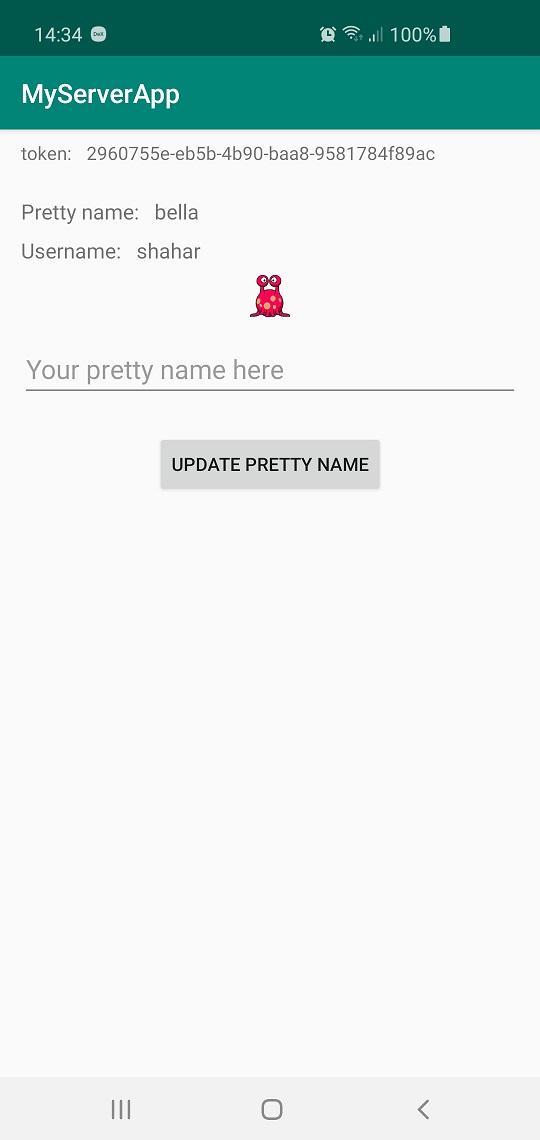 14:34 100%
MyServerApp
token: 2960755e-eb5b-4b90-baa8-9581784f89ac
Pretty name: bella
Username: shahar
Your pretty name here
UPDATE PRETTY NAME